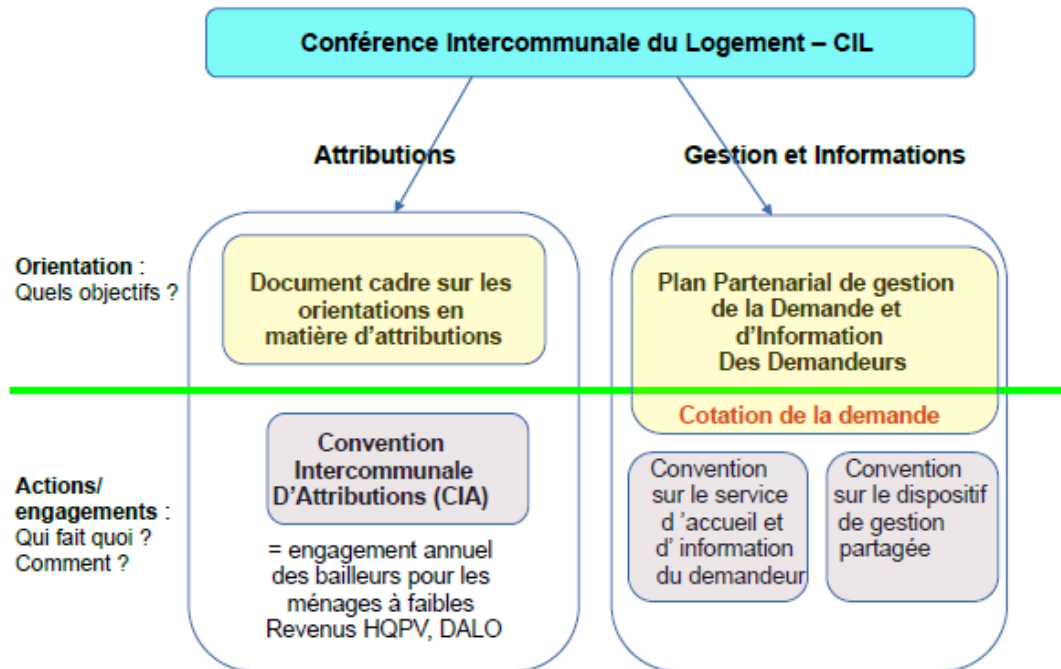 Conférence Intercommunale du Logement – CIL
Attributions
Gestion et Informations
Orientation :
Quels objectifs ?
Document cadre sur les
orientations en
matière d'attributions
Plan Partenarial de gestion
de la Demande et
d'Information
Des Demandeurs
Cotation de la demande
Actions/
engagements :
Qui fait quoi ?
Comment ?
Convention
Intercommunale
D'Attributions (CIA)
= engagement annuel
des bailleurs pour les
ménages à faibles
Revenus HQPV, DALO
Convention
sur le service
d 'accueil et
d' information
du demandeur
Convention
sur le dispositif
de gestion
partagée